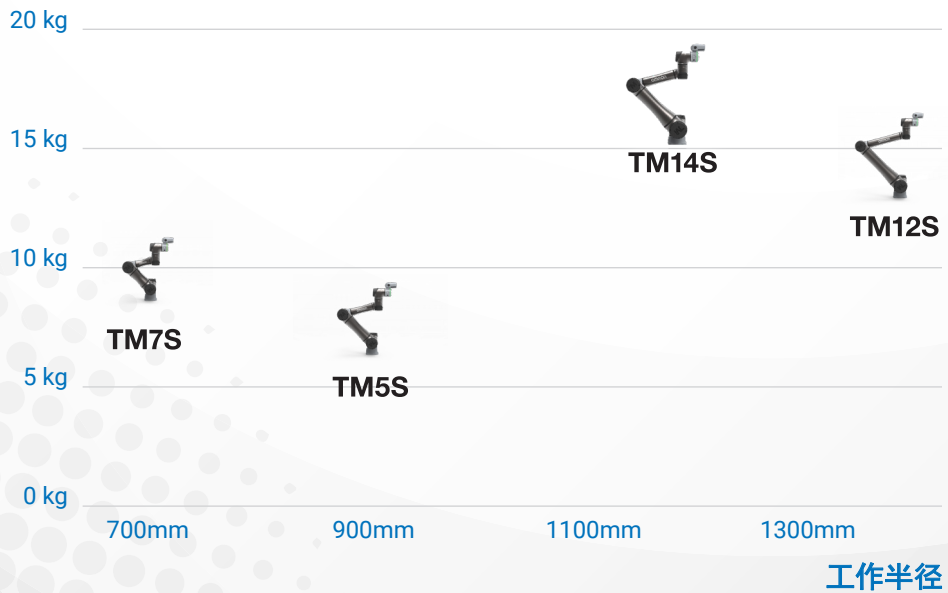 20 kg
15 kg
TM14S
TM12S
10 kg
TM7S
5 kg
TM5S
0 kg
700mm
900mm
1100mm
1300mm
工作半径